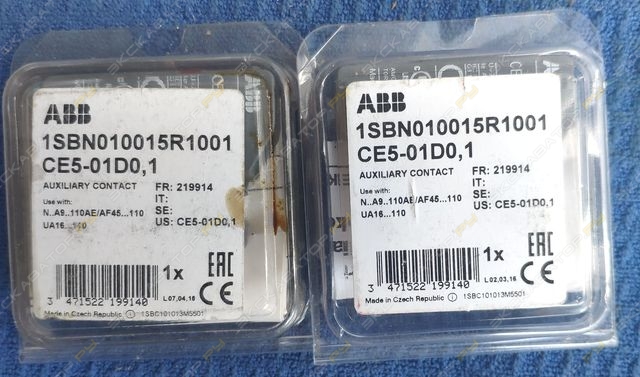 ABB
1SBN010015R1001
CE5-01D0,1
AUXILIARY CONTACT
FR: 219914
IT:
Use with:
SE:
N..A9..110AE/AF45...110
US: CE5-01D0,1
UA16...110
1x
EAC
CE
L 07,04,16
3 471522 199140
Made in Czech Republic
1SBC101013M5501
ABB
1SBN010015R1001
CE5-01D0,1
AUXILIARY CONTACT
FR: 219914
IT:
Use with:
SE:
N..A9..110AE/AF45...110
US: CE5-01D0,1
UA16...110
1x
EAC
CE
L 02,03,16
3 471522 199140
Made in Czech Republic
1SBC101013M5501